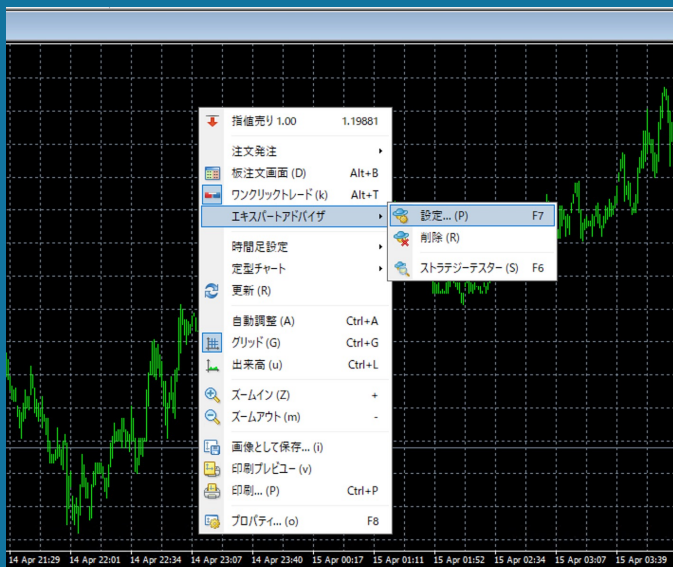 指値売り 1.00 1.19881
注文発注
板注文画面 (D) Alt+B
ワンクリックトレード (k) Alt+T
エキスパートアドバイザ
設定... (P) F7
削除 (R)
ストラテジーテスター (S) F6
時間足設定
定型チャート
更新 (R)
自動調整 (A) Ctrl+A
グリッド (G) Ctrl+G
出来高 (u) Ctrl+L
ズームイン (Z) +
ズームアウト (m) -
画像として保存... (i)
印刷プレビュー (v)
印刷... (P) Ctrl+P
プロパティ... (o) F8
14 Apr 21:29 14 Apr 22:01 14 Apr 22:34 14 Apr 23:07 14 Apr 23:40 15 Apr 00:17 15 Apr 01:11 15 Apr 01:52 15 Apr 02:34 15 Apr 03:07 15 Apr 03:39